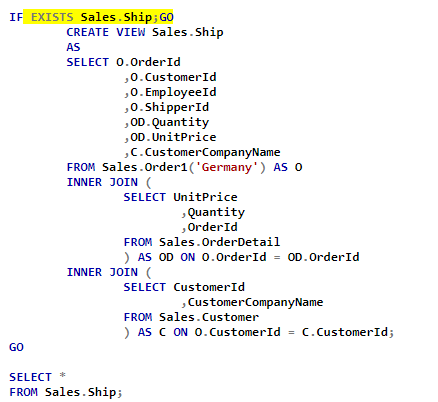 IF EXISTS Sales.Ship;GO
CREATE VIEW Sales.Ship
AS
SELECT O.OrderId
,O.CustomerId
,O.EmployeeId
,O.ShipperId
,OD.Quantity
,OD.UnitPrice
,C.CustomerCompanyName
FROM Sales.Order1('Germany') AS O
INNER JOIN (
SELECT UnitPrice
,Quantity
,OrderId
FROM Sales.OrderDetail
) AS OD ON O.OrderId = OD.OrderId
INNER JOIN (
SELECT CustomerId
,CustomerCompanyName
FROM Sales.Customer
) AS C ON O.CustomerId = C.CustomerId;
GO
SELECT *
FROM Sales.Ship;